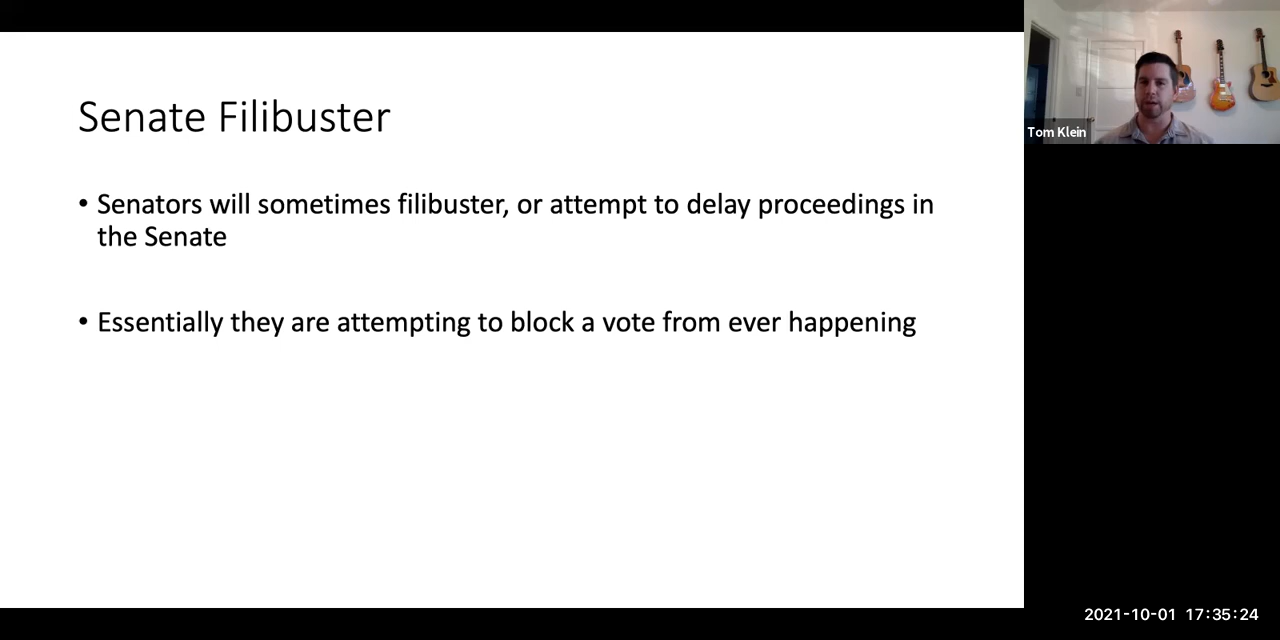 Senate Filibuster
• Senators will sometimes filibuster, or attempt to delay proceedings in
the Senate
• Essentially they are attempting to block a vote from ever happening
Tom Klein
2021-10-01 17:35:24